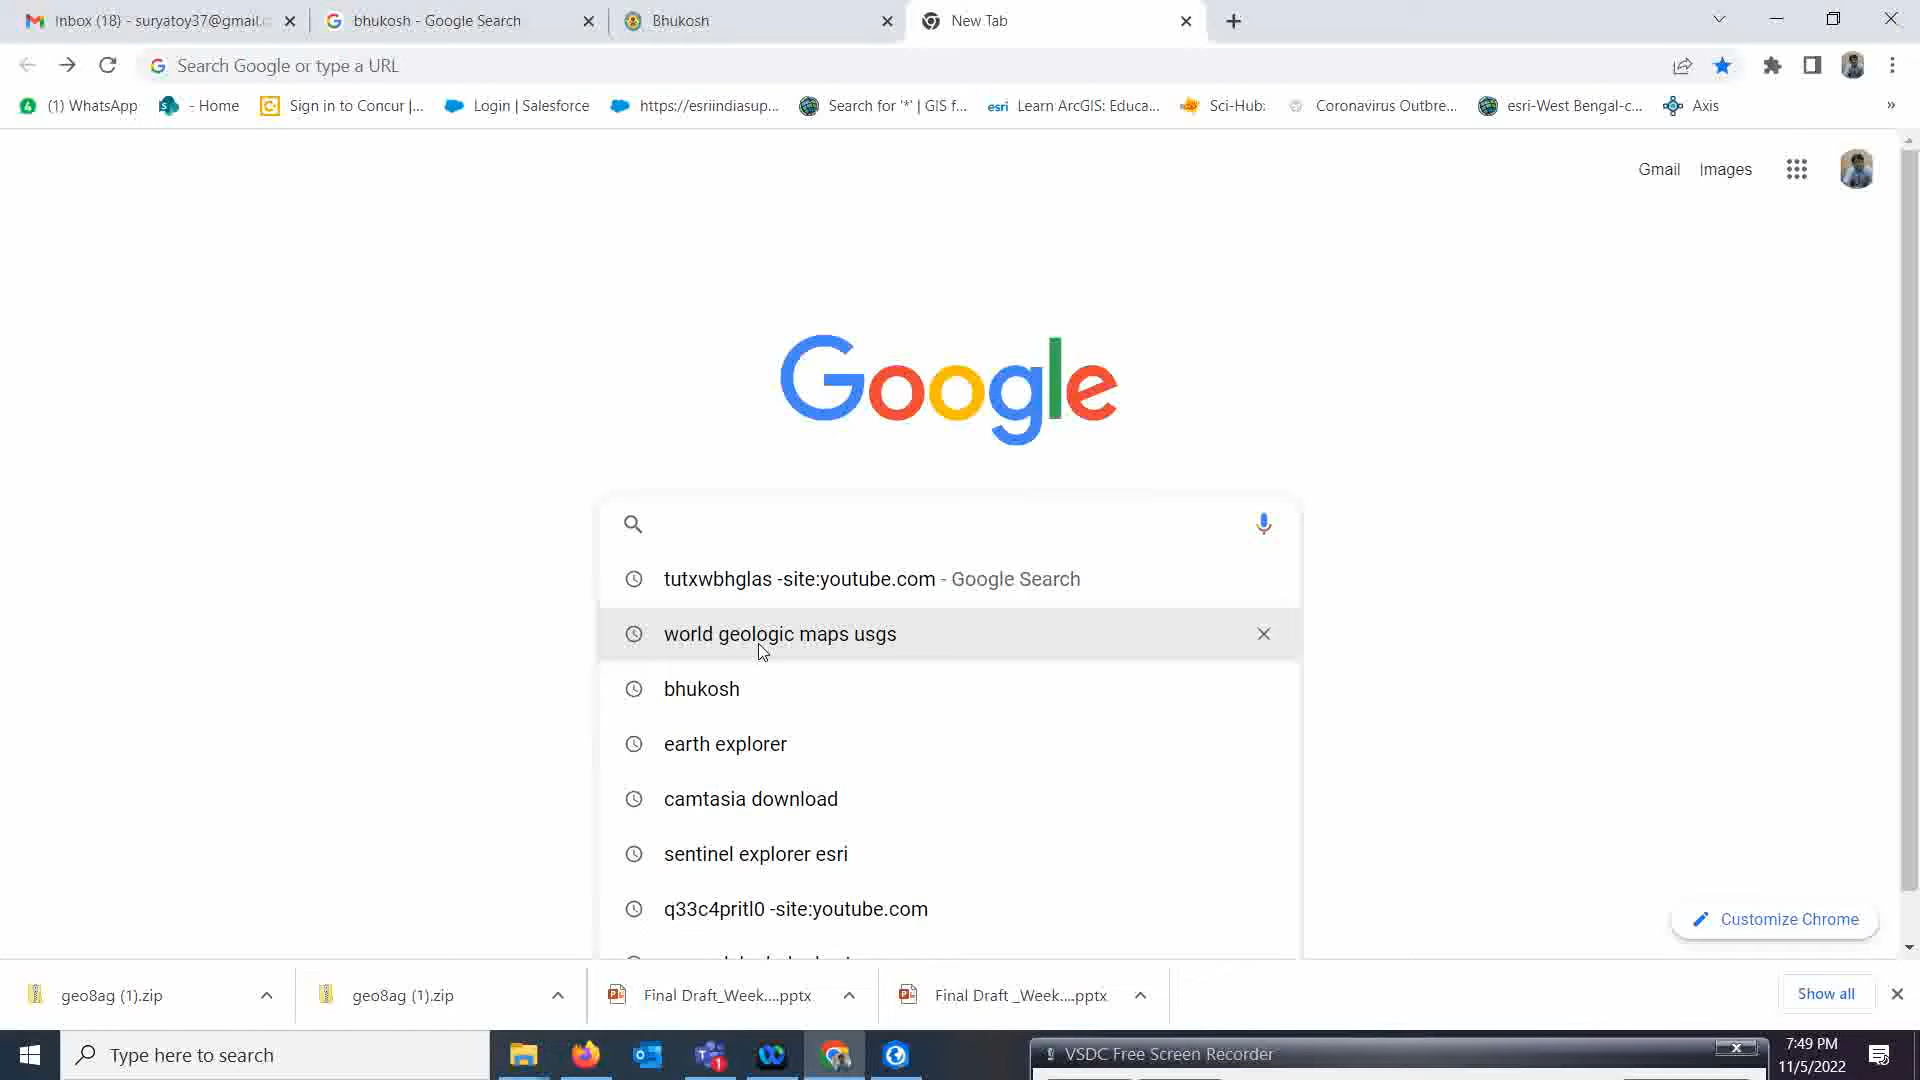 Inbox (18) - suryatoy37@gmail.c
bhukosh - Google Search
Bhukosh
New Tab
Search Google or type a URL
(1) WhatsApp
- Home
Sign in to Concur |...
Login | Salesforce
https://esriindiasup...
Search for '*' | GIS f...
esri Learn ArcGIS: Educa...
Sci-Hub:
Coronavirus Outbre...
esri-West Bengal-c...
Axis
»
Gmail Images
Google
tutxwbhglas -site:youtube.com - Google Search
world geologic maps usgs
bhukosh
earth explorer
camtasia download
sentinel explorer esri
q33c4pritl0 -site:youtube.com
Customize Chrome
geo8ag (1).zip
geo8ag (1).zip
Final Draft_Week....pptx
Final Draft _Week....pptx
Show all
Type here to search
VSDC Free Screen Recorder
7:49 PM
11/5/2022